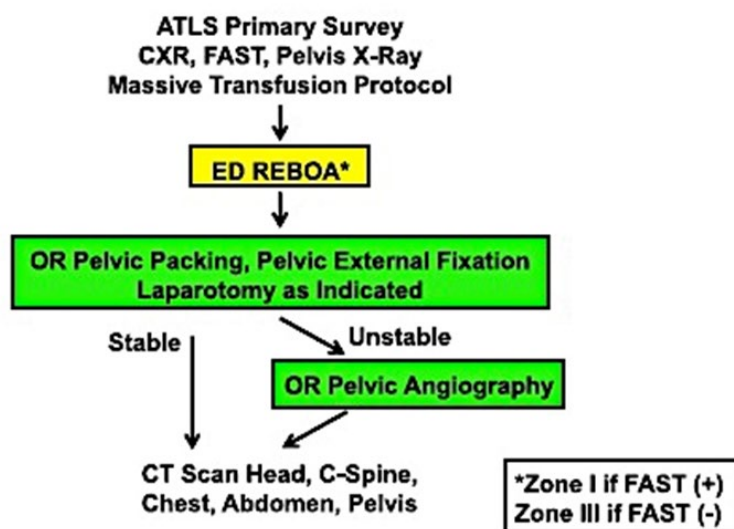 ATLS Primary Survey
CXR, FAST, Pelvis X-Ray
Massive Transfusion Protocol
ED REBOA*
OR Pelvic Packing, Pelvic External Fixation
Laparotomy as Indicated
Stable
Unstable
OR Pelvic Angiography
CT Scan Head, C-Spine,
Chest, Abdomen, Pelvis
*Zone I if FAST (+)
Zone III if FAST (-)